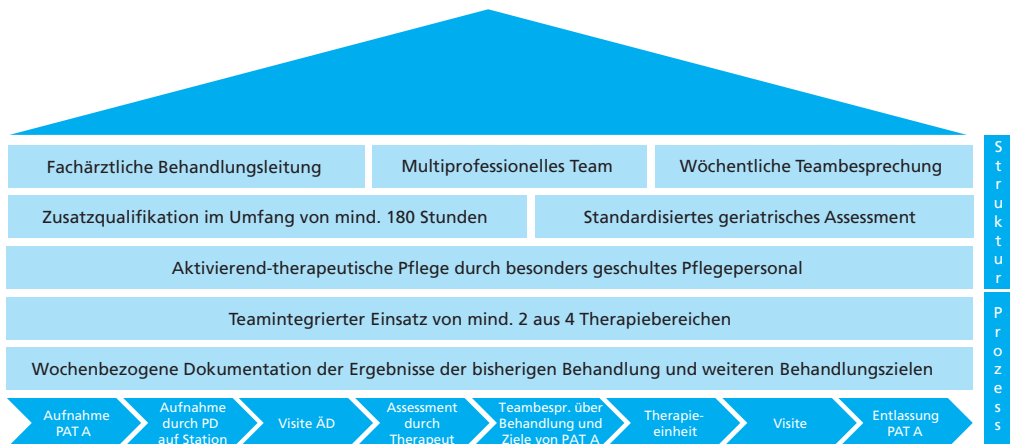 Fachärztliche Behandlungsleitung
Multiprofessionelles Team
Wöchentliche Teambesprechung
Zusatzqualifikation im Umfang von mind. 180 Stunden
Standardisiertes geriatrisches Assessment
Aktivierend-therapeutische Pflege durch besonders geschultes Pflegepersonal
Struktur
Teamintegrierter Einsatz von mind. 2 aus 4 Therapiebereichen
Wochenbezogene Dokumentation der Ergebnisse der bisherigen Behandlung und weiteren Behandlungszielen
Prozess
Aufnahme
PAT A
Aufnahme
durch PD
auf Station
Visite ÄD
Assessment
durch
Therapeut
Teambespr. über
Behandlung und
Ziele von PAT A
Therapie-
einheit
Visite
Entlassung
PAT A